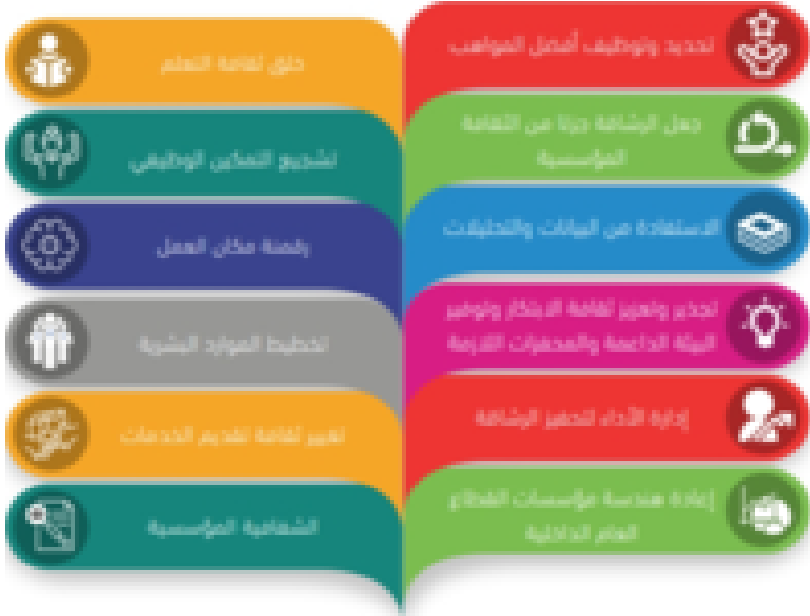 تحديد وتوظيف أفضل المواهب
جعل الرشاقة جزءًا من الثقافة
المؤسسية
الاستفادة من البيانات والتحليلات
تجذير وتعزيز ثقافة الابتكار وتوفير
البيئة الداعمة والمحفزات اللازمة
إدارة الأداء لتحفيز الرشاقة
إعادة هندسة مؤسسات القطاع
العام الداخلية
خلق ثقافة التعلم
تشجيع التمكين الوظيفي
رقمنة مكان العمل
تخطيط الموارد البشرية
تغيير ثقافة تقديم الخدمات
الشفافية المؤسسية